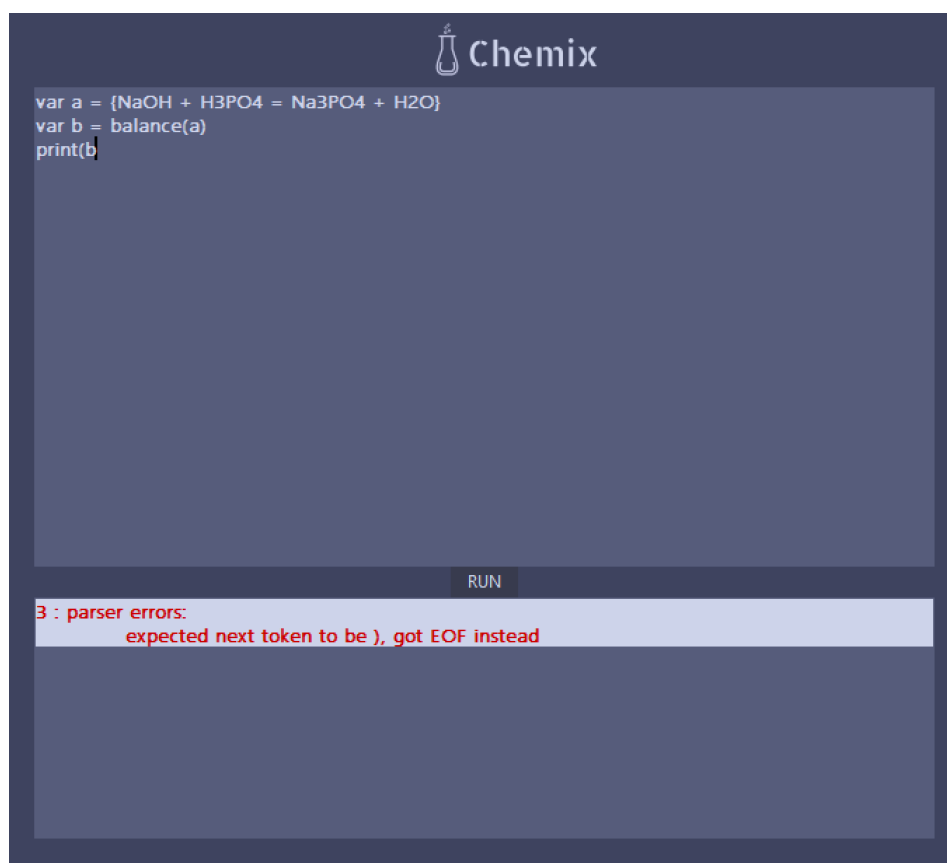 Chemix
var a = {NaOH + H3PO4 = Na3PO4 + H2O}
var b = balance(a)
print(b
RUN
3 : parser errors:
expected next token to be ), got EOF instead